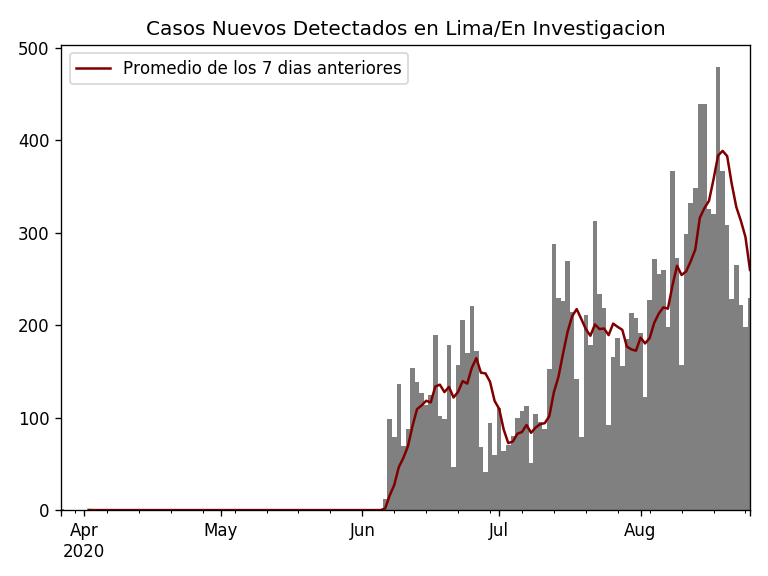 Casos Nuevos Detectados en Lima/En Investigacion
Promedio de los 7 dias anteriores
500
400
300
200
100
0
Apr May Jun Jul Aug
2020